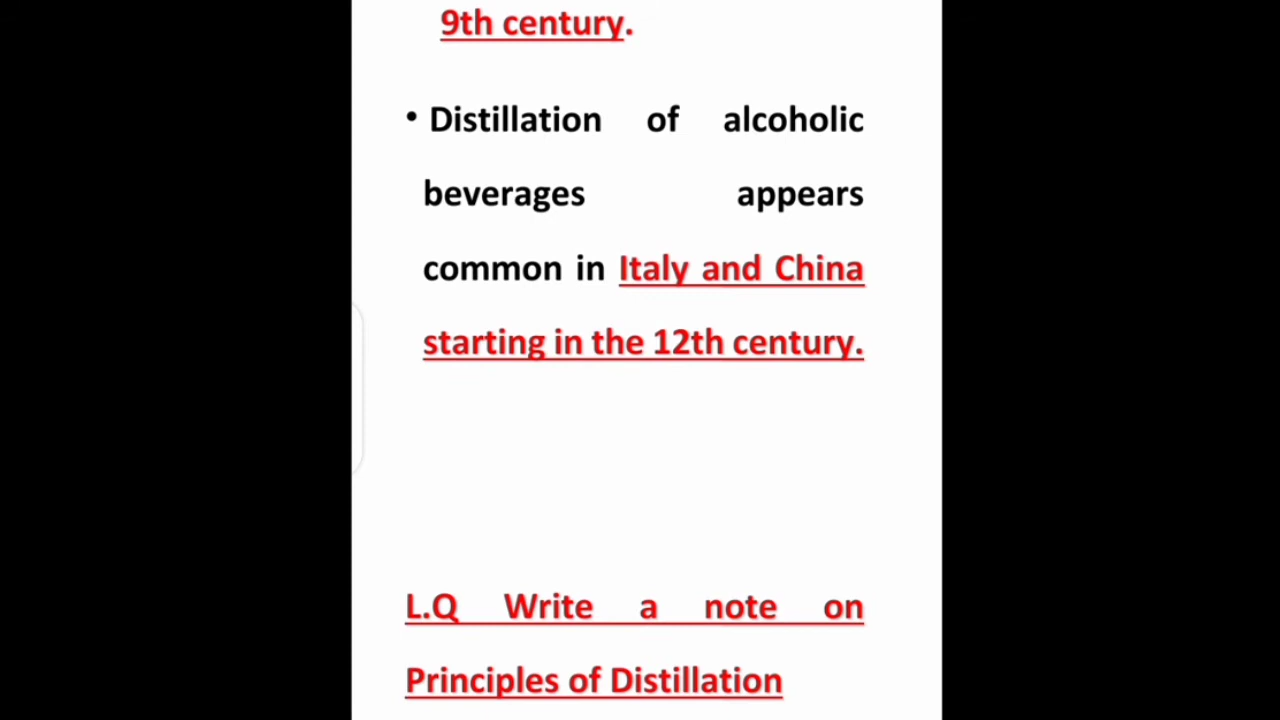 9th century.
• Distillation of alcoholic
beverages appears
common in Italy and China
starting in the 12th century.
L.Q Write a note on
Principles of Distillation